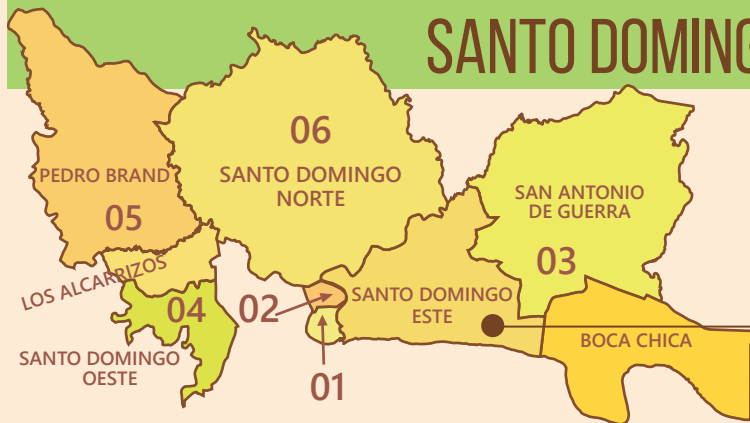 SANTO DOMING
06
SANTO DOMINGO
NORTE
PEDRO BRAND
05
SAN ANTONIO
DE GUERRA
03
LOS ALCARRIZOS
04
02
SANTO DOMINGO
ESTE
BOCA CHICA
SANTO DOMINGO
OESTE
01